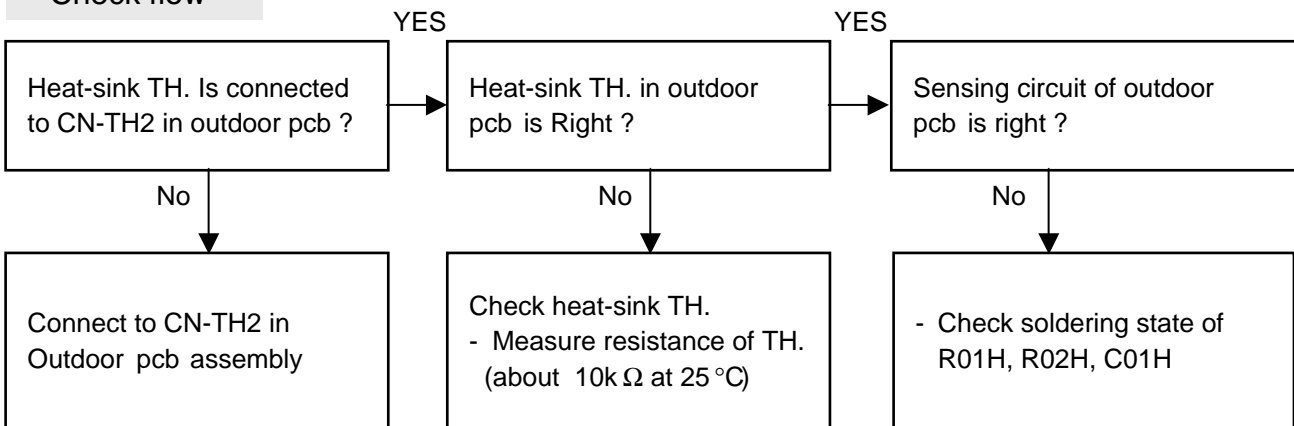 Check flow
YES
YES
Heat-sink TH. Is connected
to CN-TH2 in outdoor pcb ?
Heat-sink TH. in outdoor
pcb is Right ?
Sensing circuit of outdoor
pcb is right ?
No
No
No
Connect to CN-TH2 in
Outdoor pcb assembly
Check heat-sink TH.
- Measure resistance of TH.
(about 10k Ω at 25 °C)
- Check soldering state of
R01H, R02H, C01H